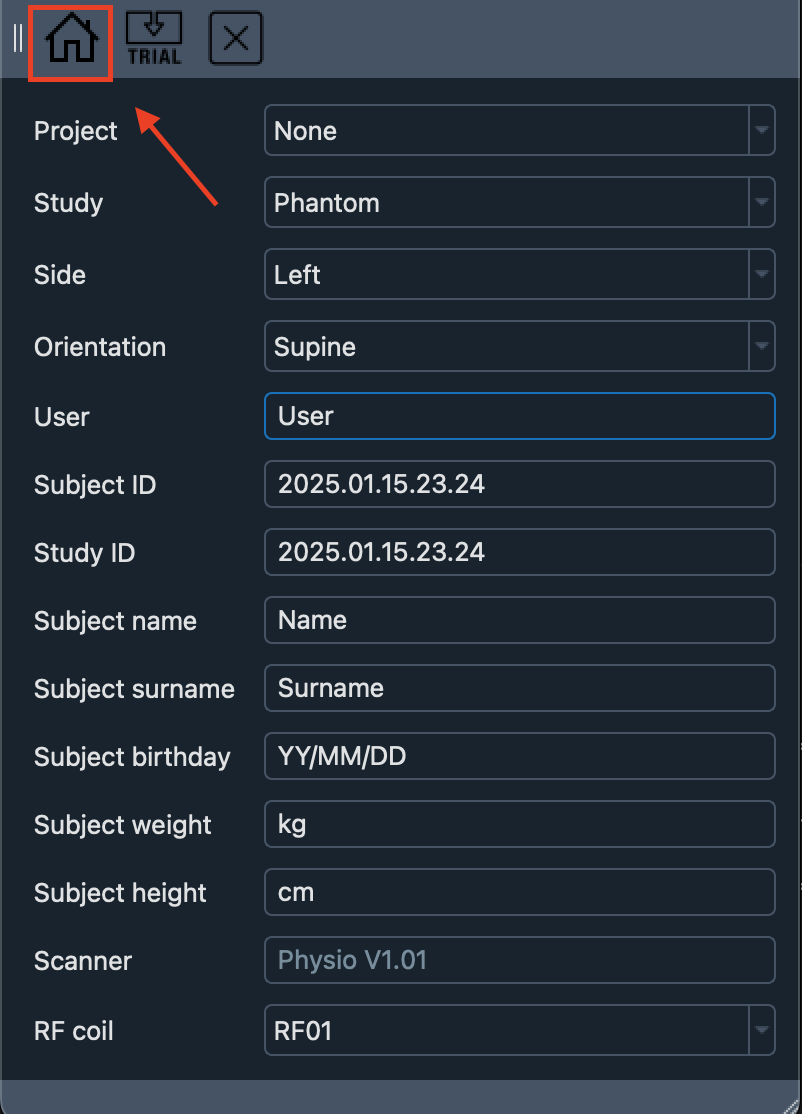 TRIAL
Project None
Study Phantom
Side Left
Orientation Supine
User User
Subject ID 2025.01.15.23.24
Study ID 2025.01.15.23.24
Subject name Name
Subject surname Surname
Subject birthday YY/MM/DD
Subject weight kg
Subject height cm
Scanner Physio V1.01
RF coil RF01